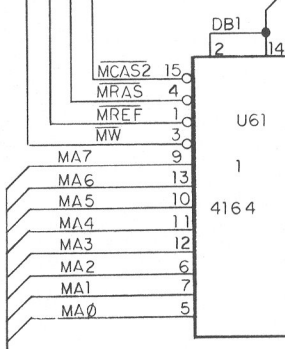 DB1
2 14
MCAS2 15
MRAS 4
MREF 1
MW 3
MA7 9
MA6 13
MA5 10
MA4 11
MA3 12
MA2 6
MA1 7
MAØ 5
U61
1
4164